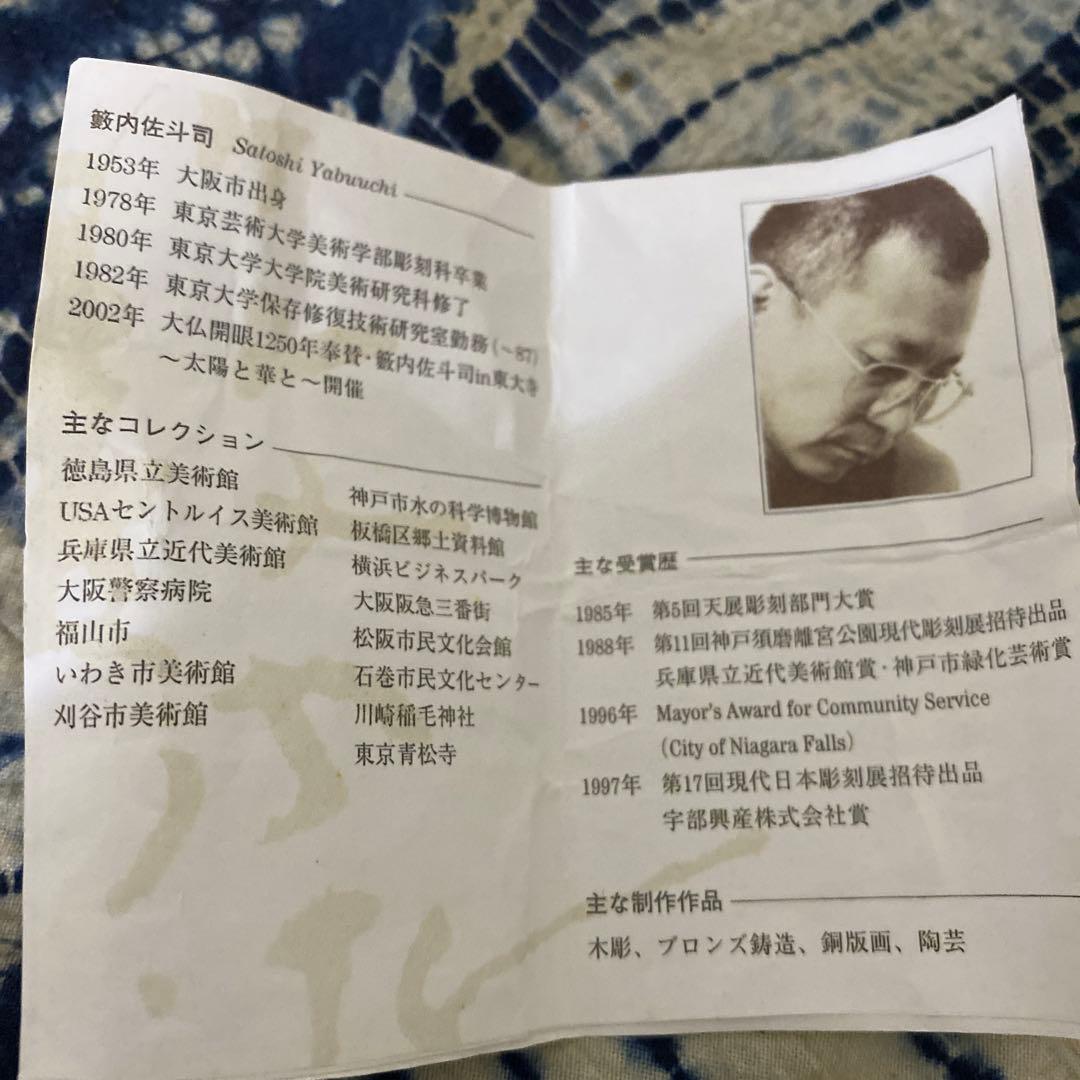 籔内佐斗司 Satoshi Yabuuchi
1953年 大阪市出身
1978年 東京芸術大学美術学部彫刻科卒業
1980年 東京大学大学院美術研究科修了
1982年 東京大学保存修復技術研究室勤務(~87)
2002年 大仏開眼1250年奉賛・籔内佐斗司in東大寺
～太陽と華と～開催
主なコレクション
徳島県立美術館
USAセントルイス美術館
兵庫県立近代美術館
大阪警察病院
福山市
いわき市美術館
刈谷市美術館
神戸市水の科学博物館
板橋区郷土資料館
横浜ビジネスパーク
大阪阪急三番街
松阪市民文化会館
石巻市民文化センター
川崎稲毛神社
東京青松寺
主な受賞歴
1985年 第5回天展彫刻部門大賞
1988年 第11回神戸須磨離宮公園現代彫刻展招待出品
兵庫県立近代美術館賞・神戸市緑化芸術賞
1996年 Mayor's Award for Community Service
(City of Niagara Falls)
1997年 第17回現代日本彫刻展招待出品
宇部興産株式会社賞
主な制作作品
木彫、ブロンズ鋳造、銅版画、陶芸